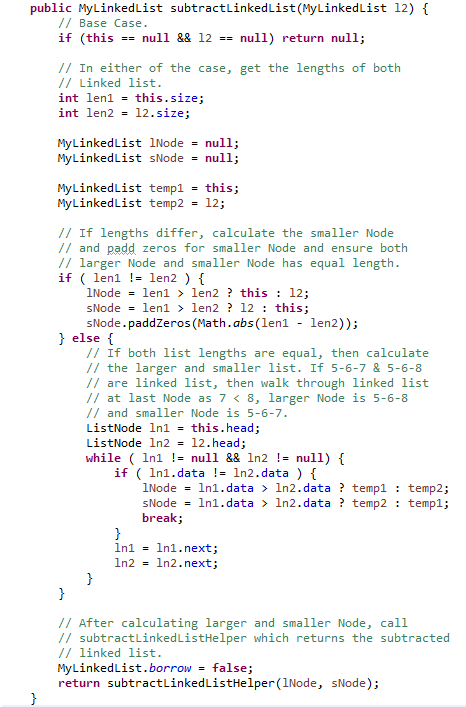 public MyLinkedList subtractLinkedList(MyLinkedList l2) {
// Base Case.
if (this == null && l2 == null) return null;
// In either of the case, get the lengths of both
// Linked list.
int len1 = this.size;
int len2 = l2.size;
MyLinkedList lNode = null;
MyLinkedList sNode = null;
MyLinkedList temp1 = this;
MyLinkedList temp2 = l2;
// If lengths differ, calculate the smaller Node
// and padd zeros for smaller Node and ensure both
// larger Node and smaller Node has equal length.
if ( len1 != len2 ) {
lNode = len1 > len2 ? this : l2;
sNode = len1 > len2 ? l2 : this;
sNode.paddZeros(Math.abs(len1 - len2));
} else {
// If both list lengths are equal, then calculate
// the larger and smaller list. If 5-6-7 & 5-6-8
// are linked list, then walk through linked list
// at last Node as 7 < 8, larger Node is 5-6-8
// and smaller Node is 5-6-7.
ListNode ln1 = this.head;
ListNode ln2 = l2.head;
while ( ln1 != null && ln2 != null) {
if ( ln1.data != ln2.data ) {
lNode = ln1.data > ln2.data ? temp1 : temp2;
sNode = ln1.data > ln2.data ? temp2 : temp1;
break;
}
ln1 = ln1.next;
ln2 = ln2.next;
}
}
// After calculating larger and smaller Node, call
// subtractLinkedListHelper which returns the subtracted
// linked list.
MyLinkedList.borrow = false;
return subtractLinkedListHelper(lNode, sNode);
}